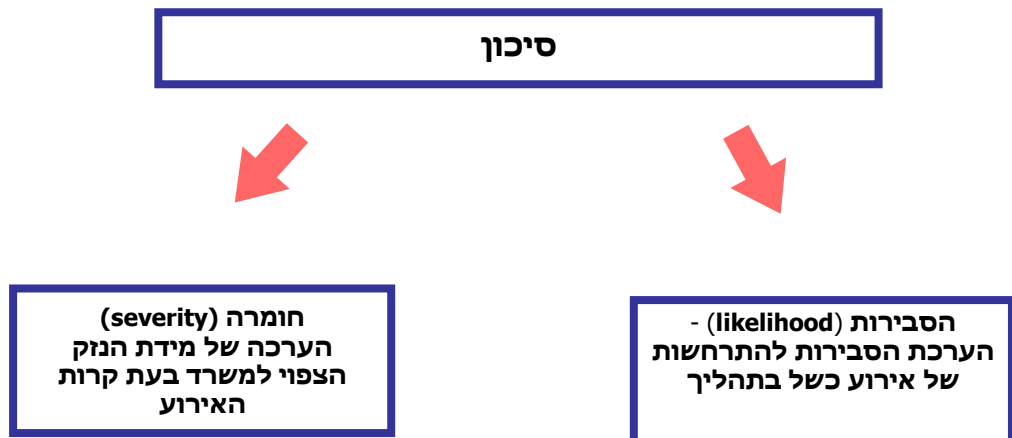 סיכון
הסבירות (likelihood) -
הערכת הסבירות להתרחשות
של אירוע כשל בתהליך
חומרה (severity)
הערכה של מידת הנזק
הצפוי למשרד בעת קרות
האירוע